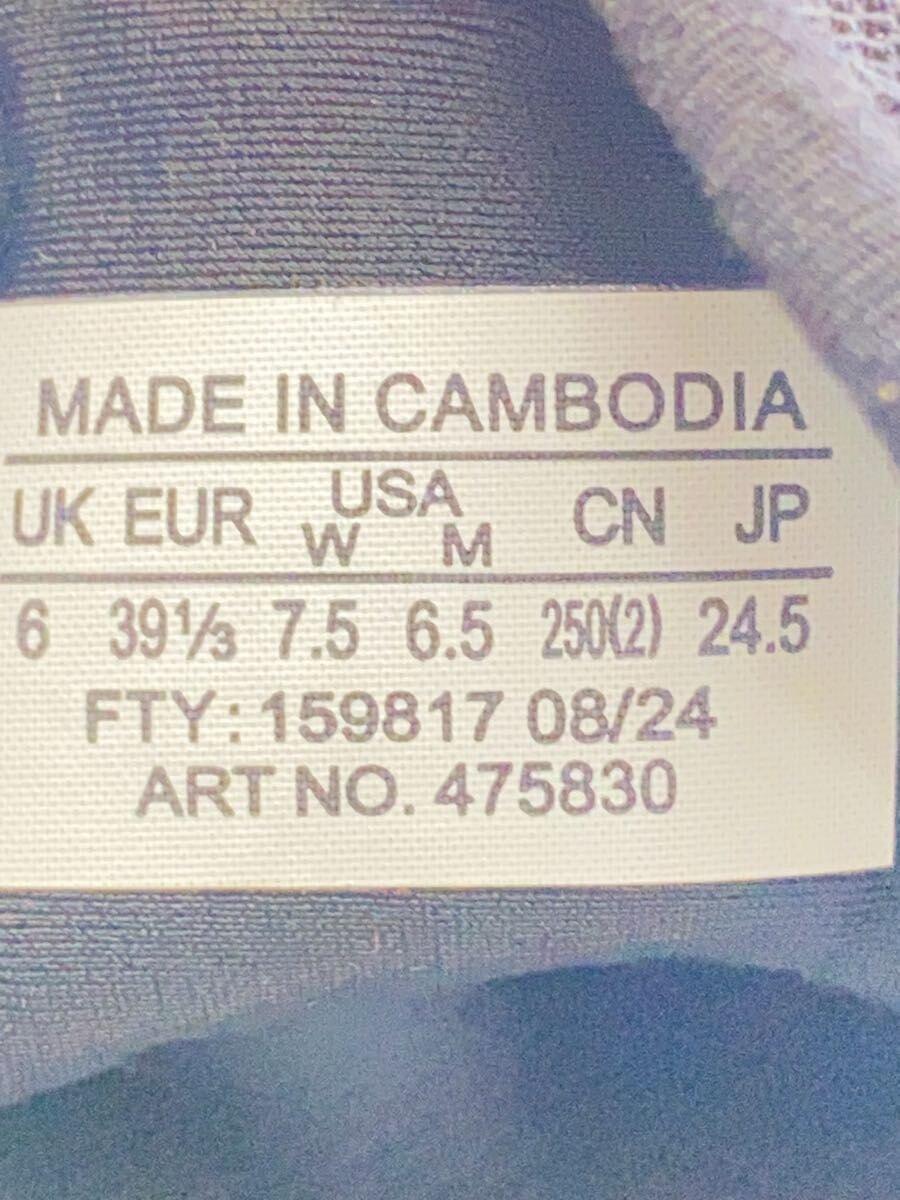 MADE IN CAMBODIA
UK EUR USA CN JP
W M
6 39⅓ 7.5 6.5 250(2) 24.5
FTY: 159817 08/24
ART NO. 475830